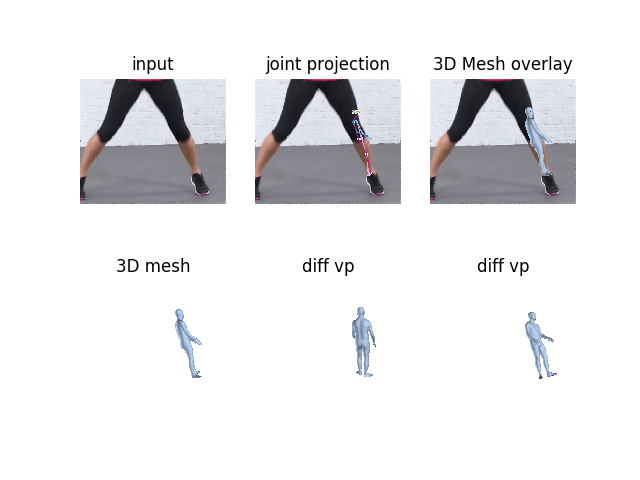 input
joint projection
3D Mesh overlay
3D mesh
diff vp
diff vp